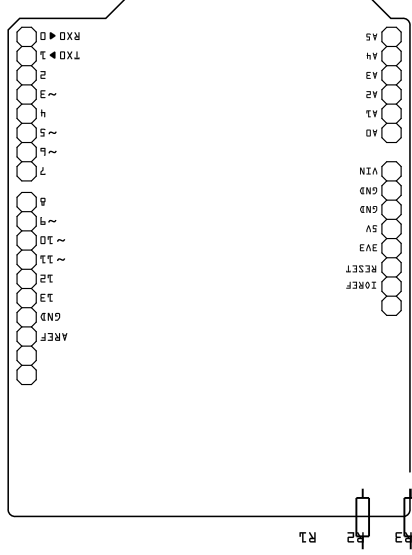 RX0▶0
TX0▶1
2
~3
4
~5
~6
7
8
~9
~10
~11
12
13
GND
AREF
A5
A4
A3
A2
A1
A0
VIN
GND
GND
5V
3V3
RESET
IOREF
R1
R2
R3